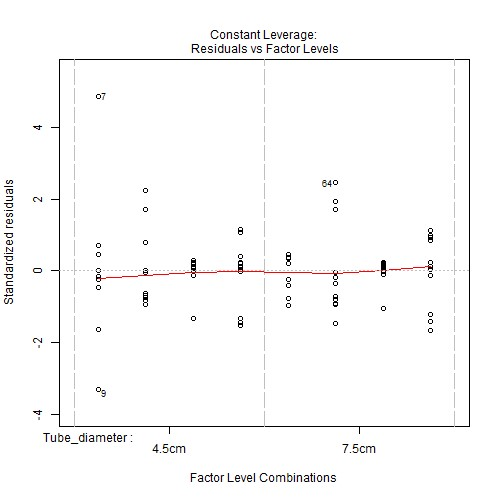 Constant Leverage:
Residuals vs Factor Levels
Standardized residuals
4
2
0
-2
-4
7
64
9
Tube_diameter :
4.5cm 7.5cm
Factor Level Combinations